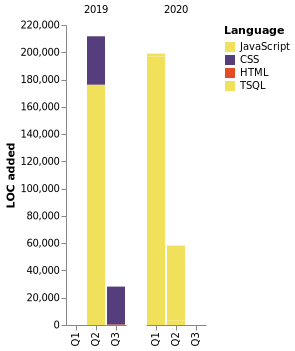 2019 2020
Language
JavaScript
CSS
HTML
TSQL
LOC added
220,000
200,000
180,000
160,000
140,000
120,000
100,000
80,000
60,000
40,000
20,000
0
Q1 Q2 Q3 Q1 Q2 Q3